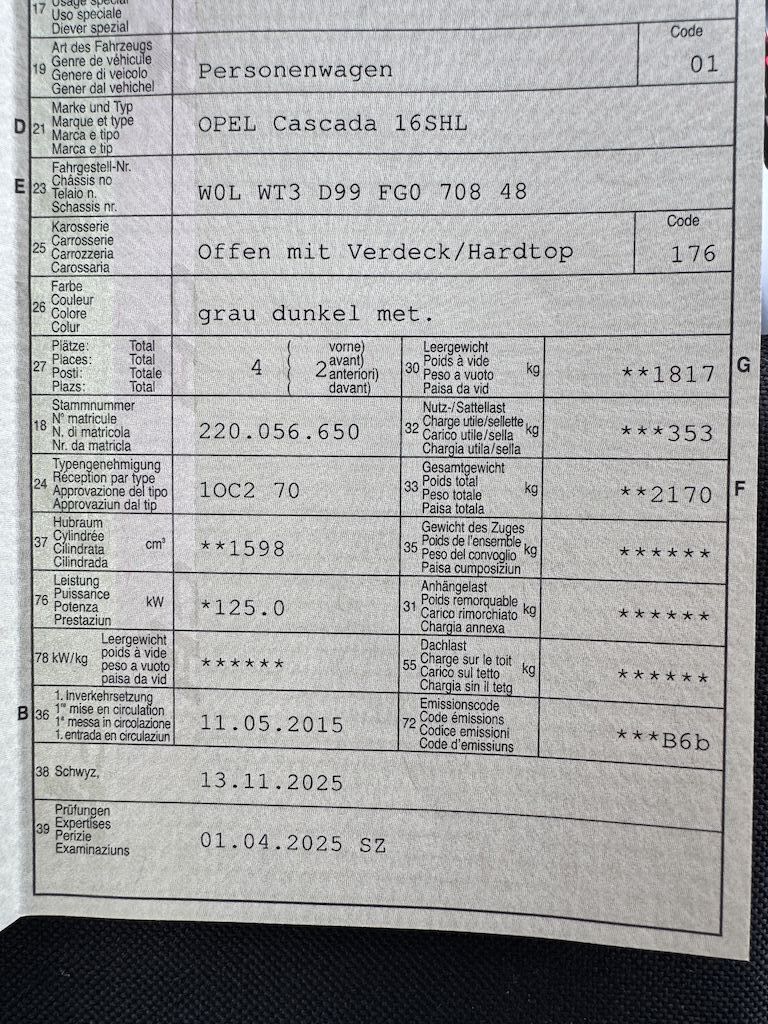 17 Usage spécial
Uso speciale
Diever spezial
19 Art des Fahrzeugs
Genre de véhicule
Genere di veicolo
Gener dal vehichel
Personenwagen
Code
01
D 21 Marke und Typ
Marque et type
Marca e tipo
Marca e tip
OPEL Cascada 16SHL
E 23 Fahrgestell-Nr.
Châssis no
Telaio n.
Schassis nr.
W0L WT3 D99 FG0 708 48
25 Karosserie
Carrosserie
Carrozzeria
Carossaria
Offen mit Verdeck/Hardtop
Code
176
26 Farbe
Couleur
Colore
Colur
grau dunkel met.
27 Plätze: Total
Places: Total
Posti: Totale
Plazs: Total
4 ( 2 vorne)
( avant)
( anteriori)
( davant)
30 Leergewicht
Poids à vide
Peso a vuoto
Paisa da vid
kg
**1817 G
18 Stammnummer
N° matricule
N. di matricola
Nr. da matricla
220.056.650
32 Nutz-/Sattellast
Charge utile/sellette
Carico utile/sella
Chargia utila/sella
kg
***353
24 Typengenehmigung
Réception par type
Approvazione del tipo
Approvaziun dal tip
1OC2 70
33 Gesamtgewicht
Poids total
Peso totale
Paisa totala
kg
**2170 F
37 Hubraum
Cylindrée
Cilindrata
Cilindrada
cm³
**1598
35 Gewicht des Zuges
Poids de l'ensemble
Peso del convoglio
Paisa cumposiziun
kg
******
76 Leistung
Puissance
Potenza
Prestaziun
kW
*125.0
31 Anhängelast
Poids remorquable
Carico rimorchiato
Chargia annexa
kg
******
78 kW/kg Leergewicht
poids à vide
peso a vuoto
paisa da vid
******
55 Dachlast
Charge sur le toit
Carico sul tetto
Chargia sin il tetg
kg
******
B 36 1. Inverkehrsetzung
1re mise en circulation
1a messa in circolazione
1. entrada en circulaziun
11.05.2015
72 Emissionscode
Code émissions
Codice emissioni
Code d'emissiuns
***B6b
38 Schwyz,
13.11.2025
39 Prüfungen
Expertises
Perizie
Examinaziuns
01.04.2025 SZ